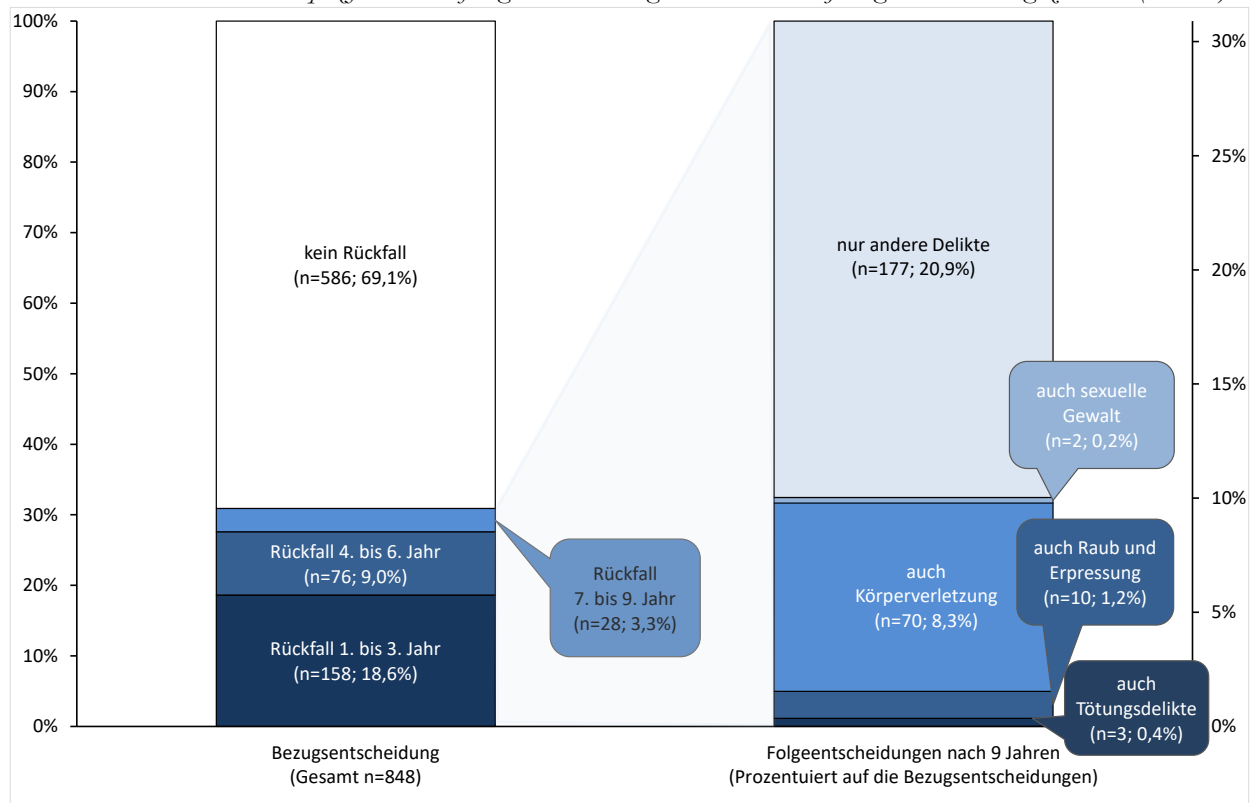 100%
90%
80%
70%
60%
50%
40%
30%
20%
10%
0%
kein Rückfall
(n=586; 69,1%)
Rückfall 4. bis 6. Jahr
(n=76; 9,0%)
Rückfall 1. bis 3. Jahr
(n=158; 18,6%)
Rückfall
7. bis 9. Jahr
(n=28; 3,3%)
nur andere Delikte
(n=177; 20,9%)
auch sexuelle
Gewalt
(n=2; 0,2%)
auch
Körperverletzung
(n=70; 8,3%)
auch Raub und
Erpressung
(n=10; 1,2%)
auch
Tötungsdelikte
(n=3; 0,4%)
30%
25%
20%
15%
10%
5%
0%
Bezugsentscheidung
(Gesamt n=848)
Folgeentscheidungen nach 9 Jahren
(Prozentuiert auf die Bezugsentscheidungen)